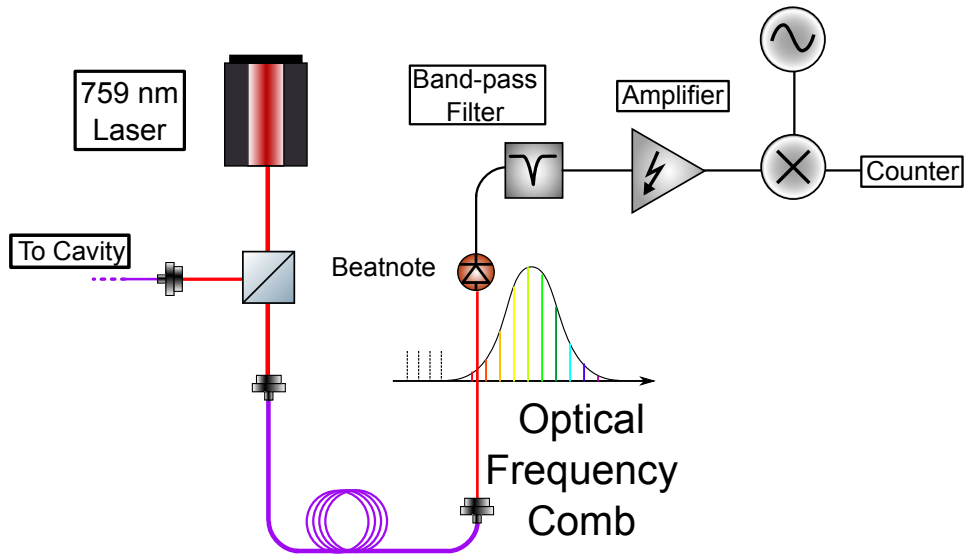 759 nm
Laser
To Cavity
Beatnote
Band-pass
Filter
Amplifier
Counter
Optical
Frequency
Comb